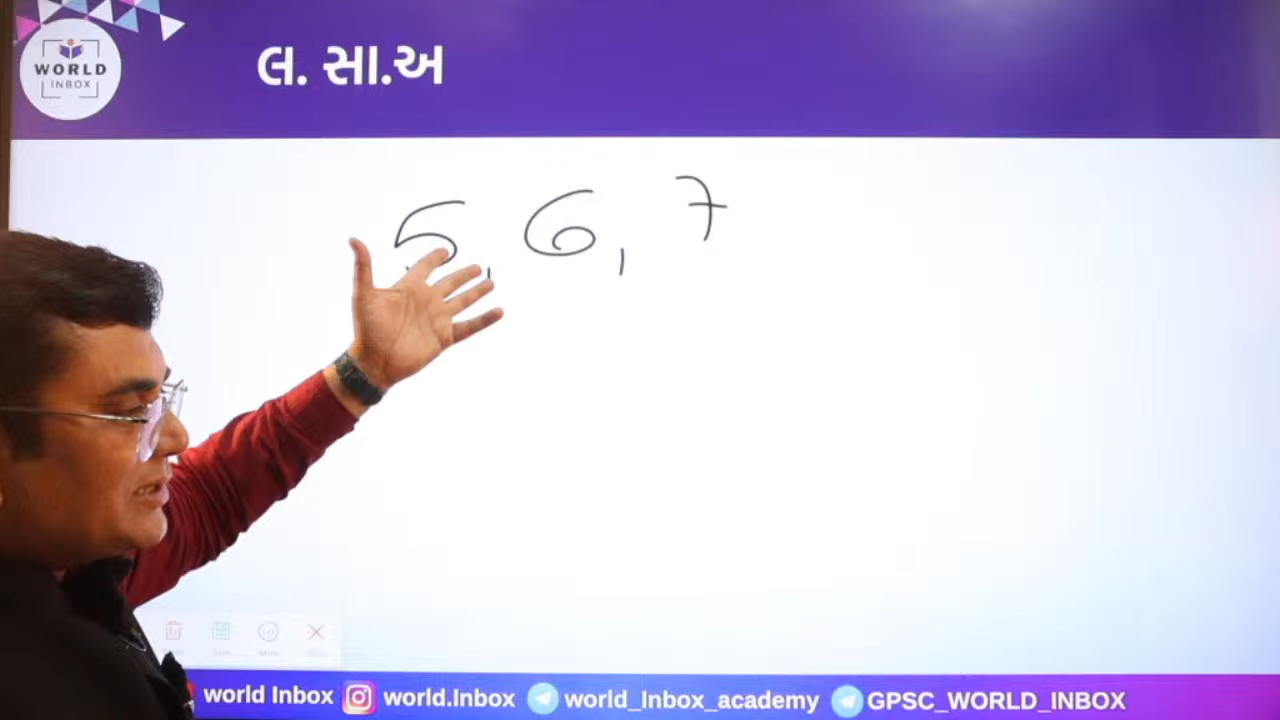 WORLD
INBOX
લ. સા.અ
5, 6, 7
world Inbox world.Inbox world_Inbox_academy GPSC_WORLD_INBOX